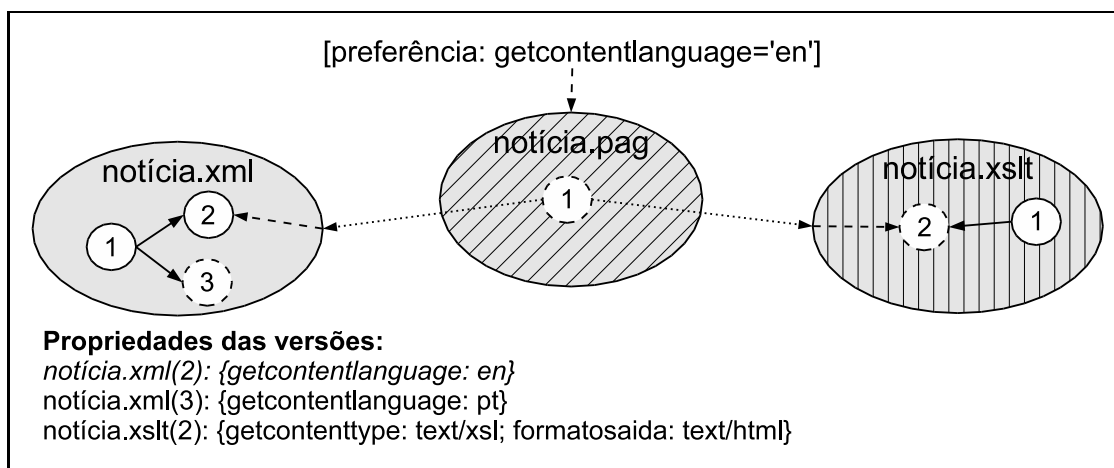 [preferência: getcontentlanguage='en']
notícia.pag
1
notícia.xml
1
2
3
notícia.xslt
2
1
Propriedades das versões:
notícia.xml(2): {getcontentlanguage: en}
notícia.xml(3): {getcontentlanguage: pt}
notícia.xslt(2): {getcontenttype: text/xsl; formatosaida: text/html}